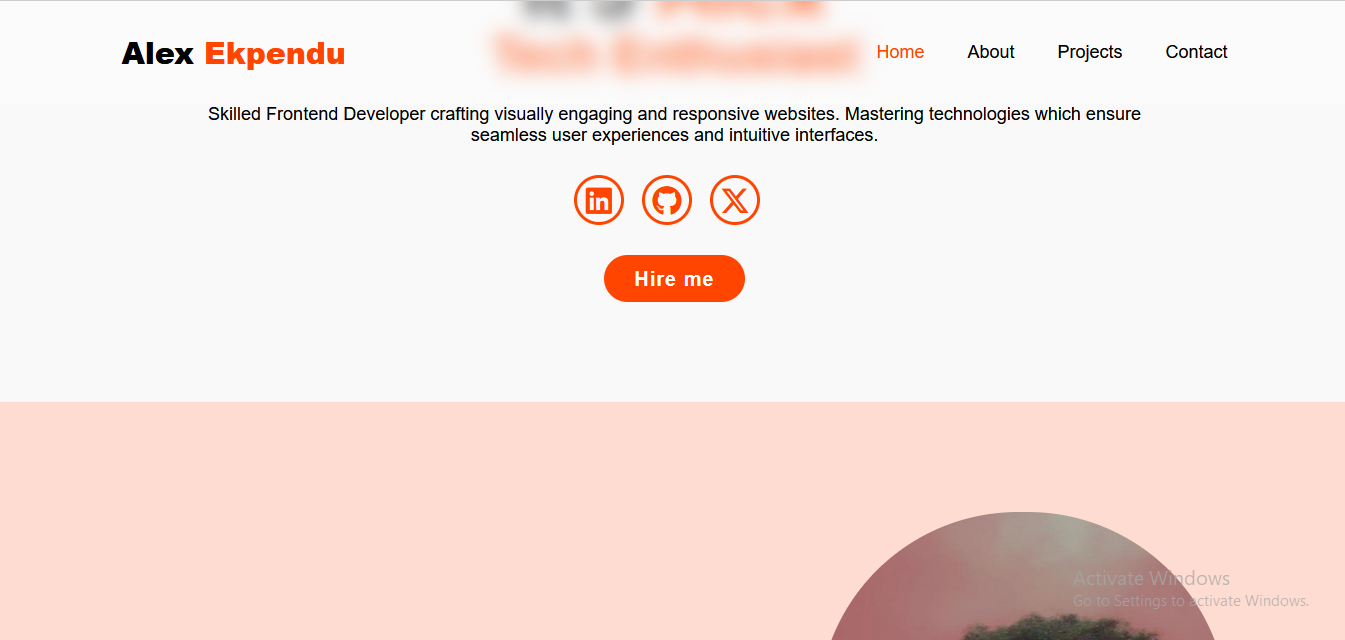 Tech Enthusiast
Alex Ekpendu
Home
About
Projects
Contact
Skilled Frontend Developer crafting visually engaging and responsive websites. Mastering technologies which ensure
seamless user experiences and intuitive interfaces.
in
X
Hire me
Activate Windows
Go to Settings to activate Windows.